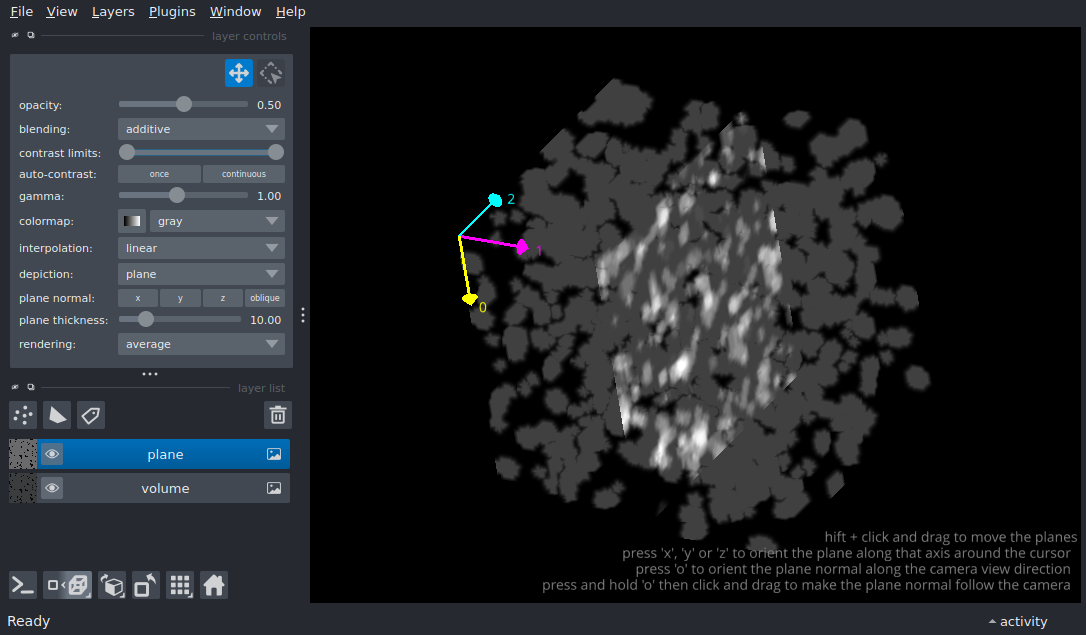 File View Layers Plugins Window Help
layer controls
opacity: 0.50
blending: additive
contrast limits:
auto-contrast: once continuous
gamma: 1.00
colormap: gray
interpolation: linear
depiction: plane
plane normal: x y z oblique
plane thickness: 10.00
rendering: average
layer list
plane
volume
2
1
0
hift + click and drag to move the planes
press 'x', 'y' or 'z' to orient the plane along that axis around the cursor
press 'o' to orient the plane normal along the camera view direction
press and hold 'o' then click and drag to make the plane normal follow the camera
Ready
activity